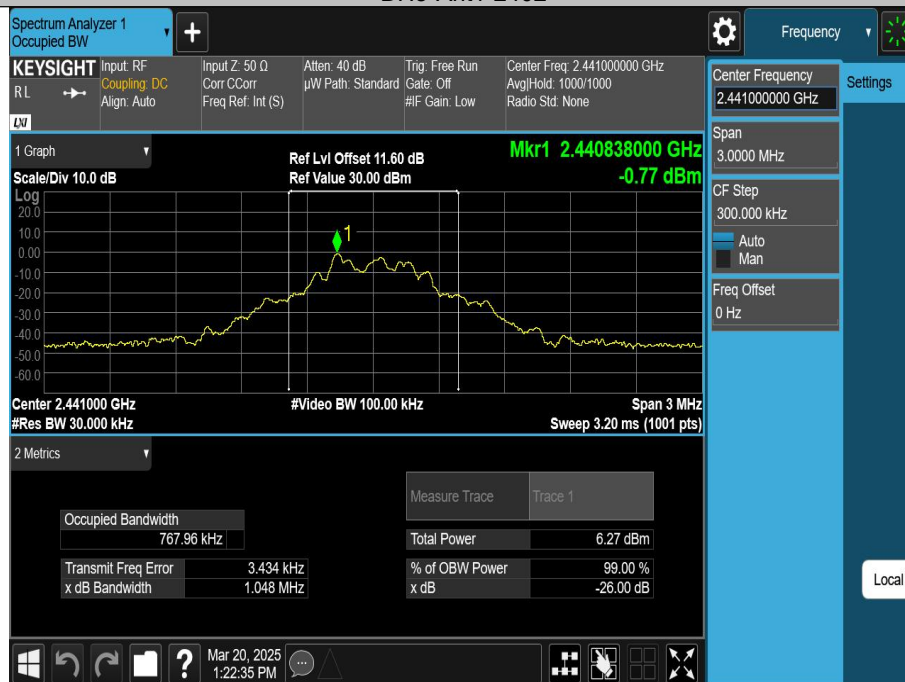 Spectrum Analyzer 1
Occupied BW
+
Frequency
KEYSIGHT
RL
LXI
Input: RF
Coupling: DC
Align: Auto
Input Z: 50 Ω
Corr CCorr
Freq Ref: Int (S)
Atten: 40 dB
µW Path: Standard
Trig: Free Run
Gate: Off
#IF Gain: Low
Center Freq: 2.441000000 GHz
Avg|Hold: 1000/1000
Radio Std: None
Center Frequency
2.441000000 GHz
Settings
Span
3.0000 MHz
CF Step
300.000 kHz
Auto
Man
Freq Offset
0 Hz
Local
1 Graph
Scale/Div 10.0 dB
Ref Lvl Offset 11.60 dB
Ref Value 30.00 dBm
Mkr1 2.440838000 GHz
-0.77 dBm
Log
20.0
10.0
0.00
-10.0
-20.0
-30.0
-40.0
-50.0
-60.0
1
Center 2.441000 GHz
#Video BW 100.00 kHz
Span 3 MHz
#Res BW 30.000 kHz
Sweep 3.20 ms (1001 pts)
2 Metrics
Measure Trace Trace 1
Occupied Bandwidth
767.96 kHz
Total Power 6.27 dBm
Transmit Freq Error 3.434 kHz
% of OBW Power 99.00 %
x dB Bandwidth 1.048 MHz
x dB -26.00 dB
?
Mar 20, 2025
1:22:35 PM